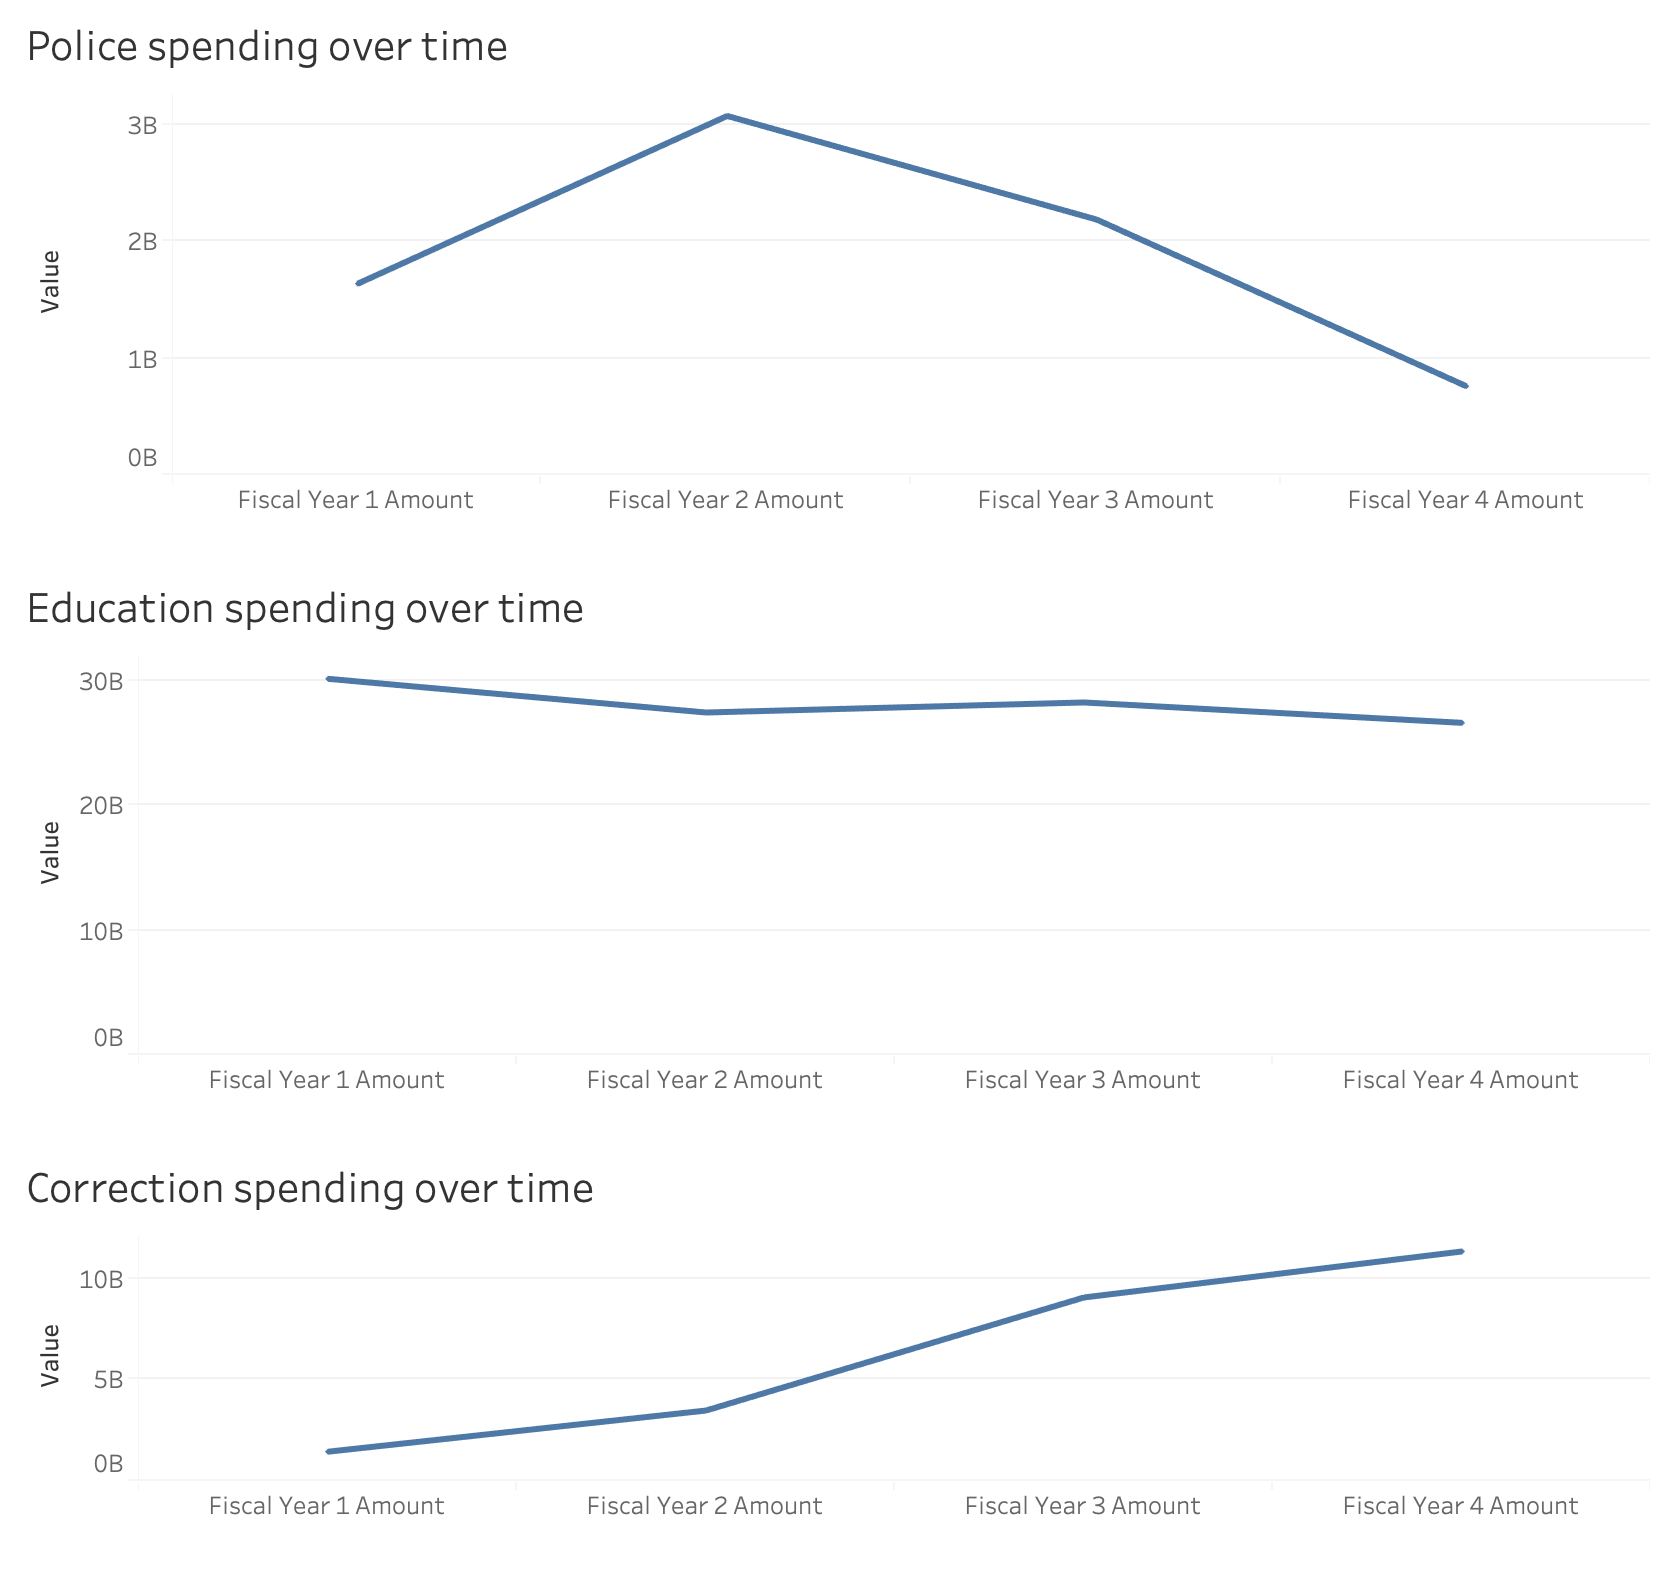 Police spending over time
3B
2B
1B
0B
Value
Fiscal Year 1 Amount Fiscal Year 2 Amount Fiscal Year 3 Amount Fiscal Year 4 Amount
Education spending over time
30B
20B
10B
0B
Value
Fiscal Year 1 Amount Fiscal Year 2 Amount Fiscal Year 3 Amount Fiscal Year 4 Amount
Correction spending over time
10B
5B
0B
Value
Fiscal Year 1 Amount Fiscal Year 2 Amount Fiscal Year 3 Amount Fiscal Year 4 Amount